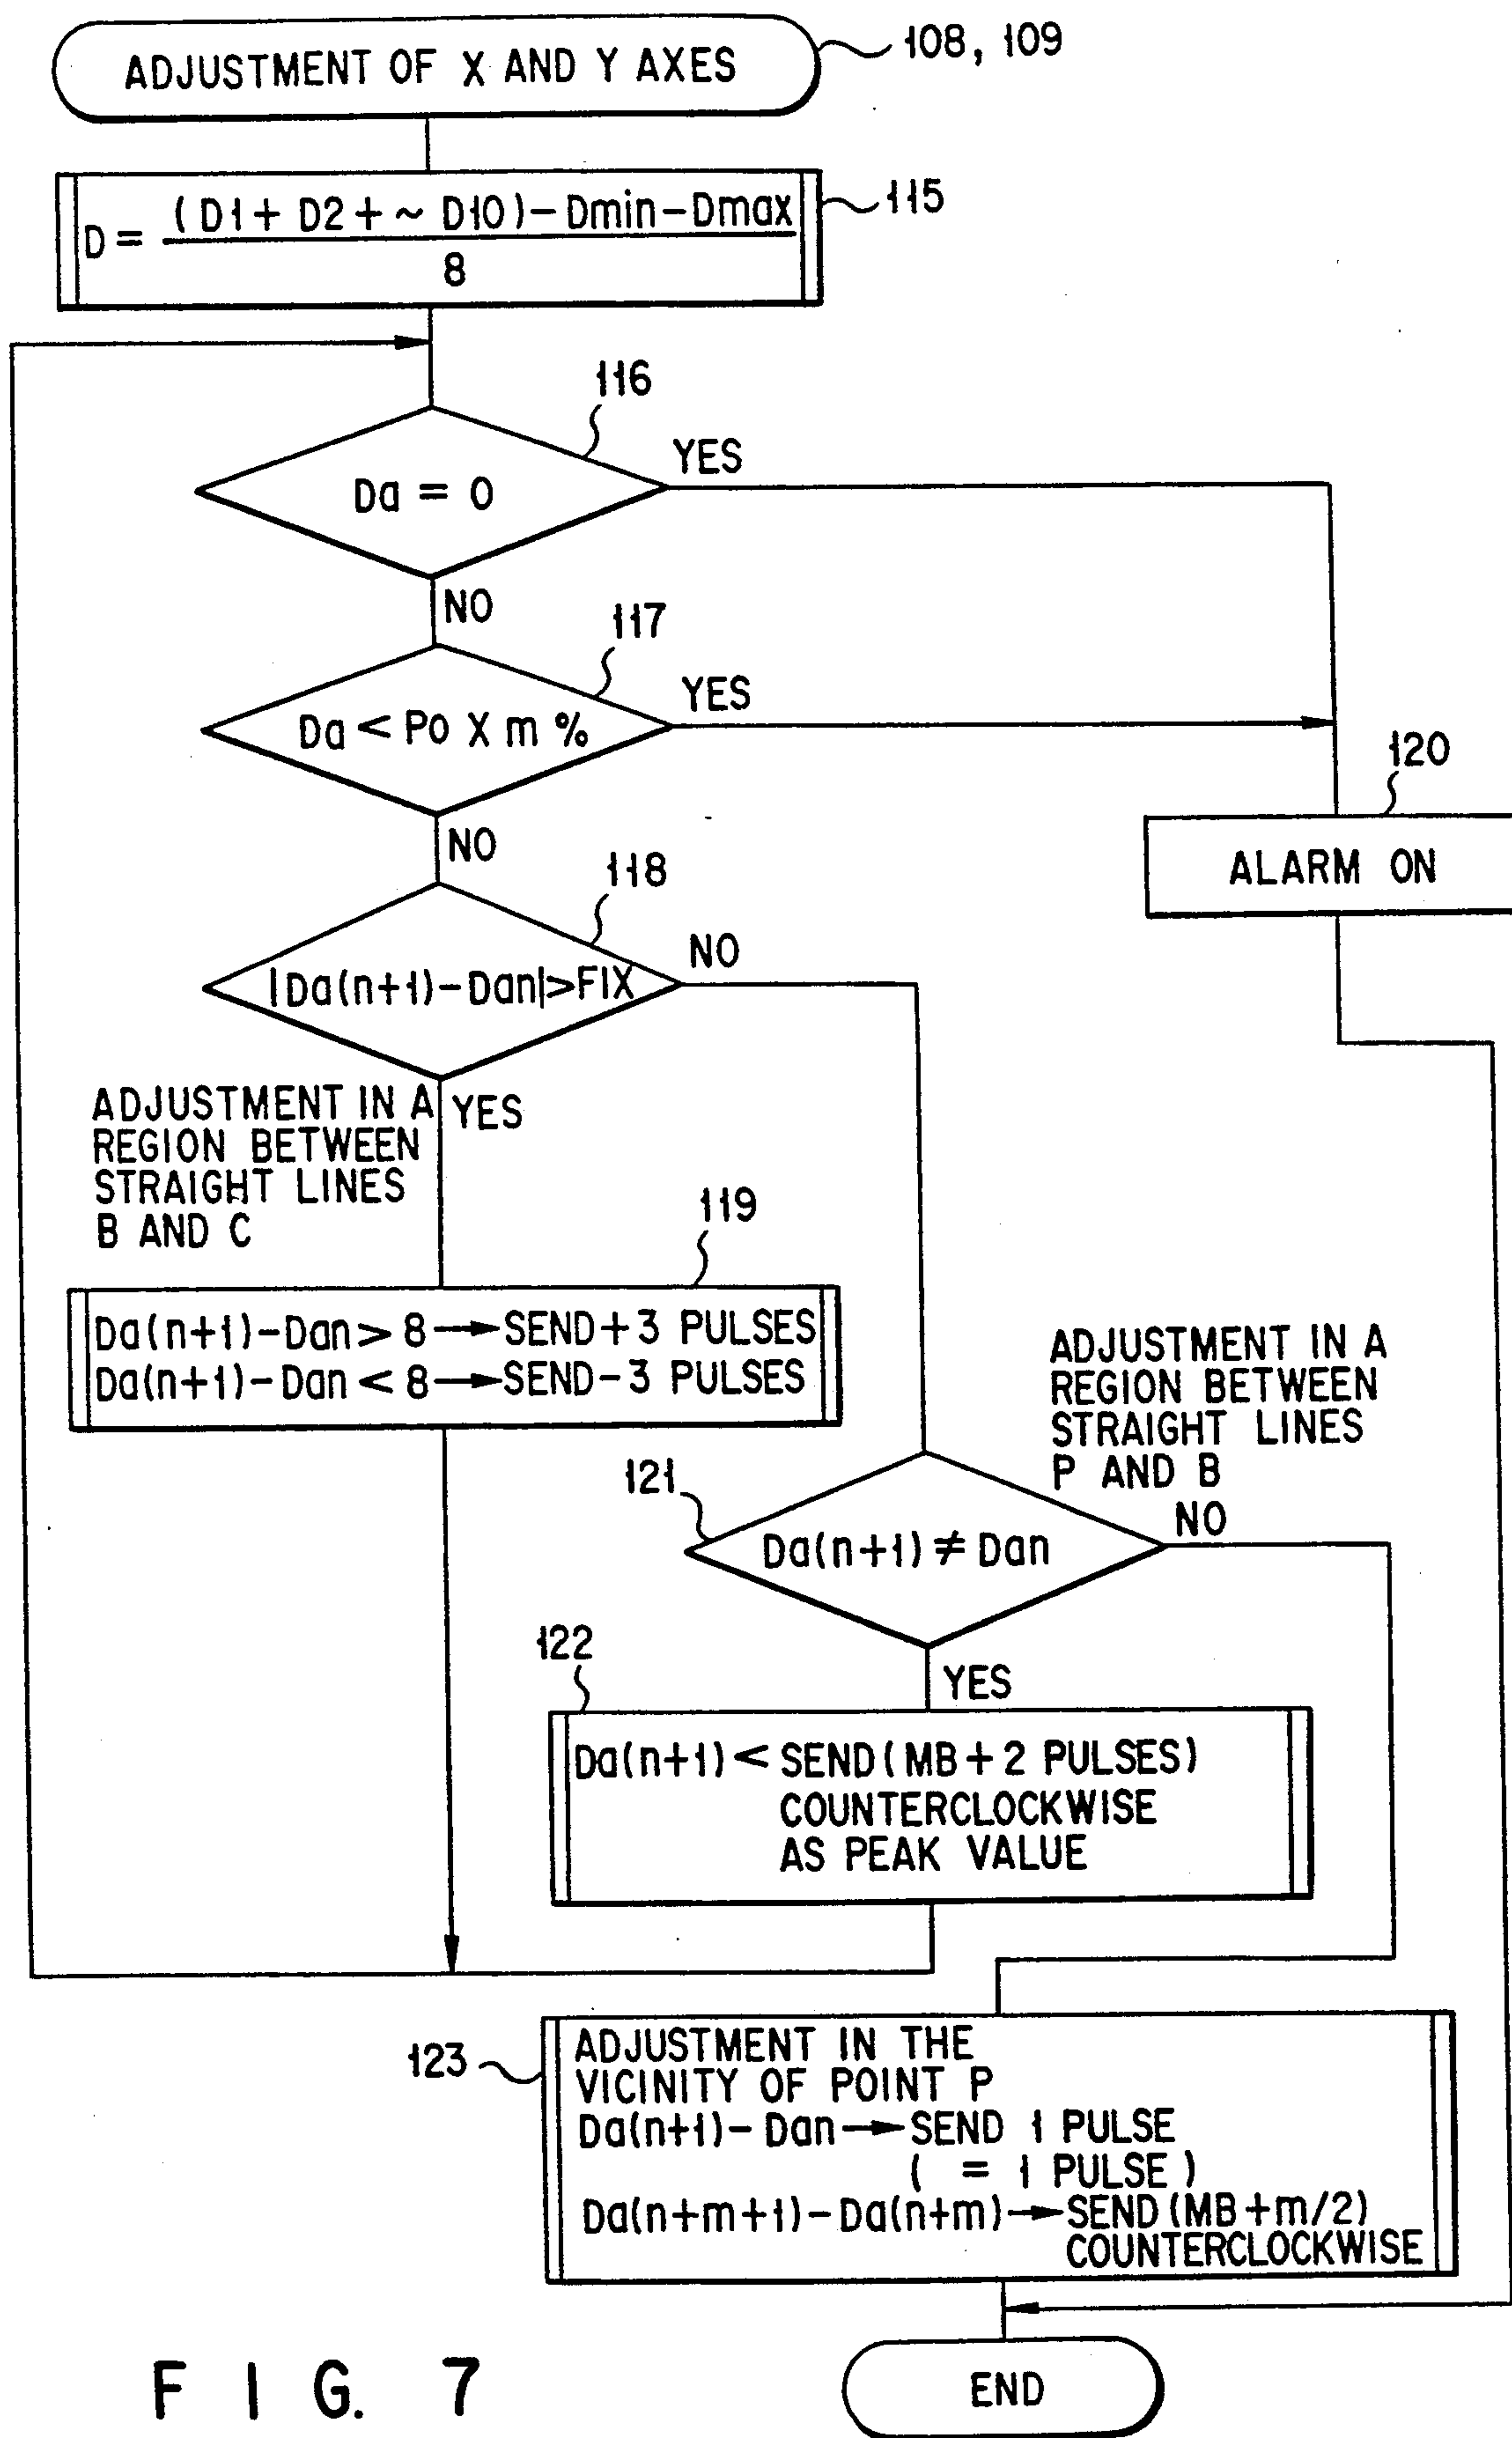 ADJUSTMENT OF X AND Y AXES
108, 109
D = (D1 + D2 + ~ D10) - Dmin - Dmax
8
115
116
Da = 0
YES
NO
117
Da < Po X m %
YES
NO
120
ALARM ON
118
|Da(n+1)-Dan|>FIX
NO
YES
ADJUSTMENT IN A
REGION BETWEEN
STRAIGHT LINES
B AND C
119
Da(n+1)-Dan > 8 → SEND+3 PULSES
Da(n+1)-Dan < 8 → SEND-3 PULSES
ADJUSTMENT IN A
REGION BETWEEN
STRAIGHT LINES
P AND B
121
Da(n+1) ≠ Dan
NO
YES
122
Da(n+1) < SEND (MB + 2 PULSES)
COUNTERCLOCKWISE
AS PEAK VALUE
123
ADJUSTMENT IN THE
VICINITY OF POINT P
Da(n+1)- Dan → SEND 1 PULSE
( = 1 PULSE )
Da(n+m+1)-Da(n+m) → SEND (MB+m/2)
COUNTERCLOCKWISE
END
FIG. 7